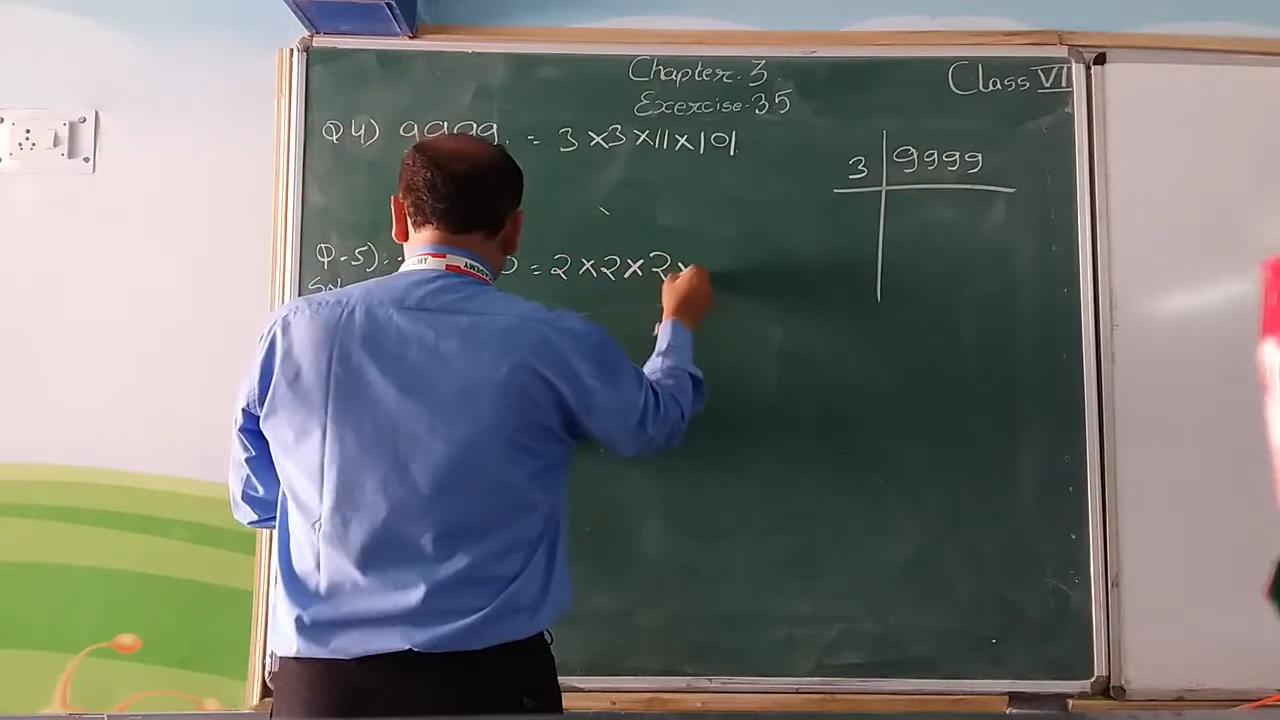 Chapter. 3
Exercise-3.5
Class VI
Q 4) 9999. = 3 × 3 × 11 × 101.
3 9999
Q-5):- = 2 × 2 × 2 ×
Sol